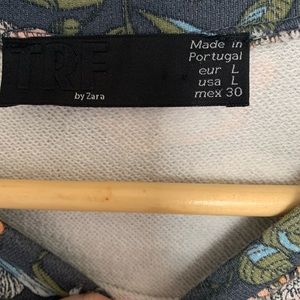 TRF
by Zara
Made in
Portugal
eur L
usa L
mex 30